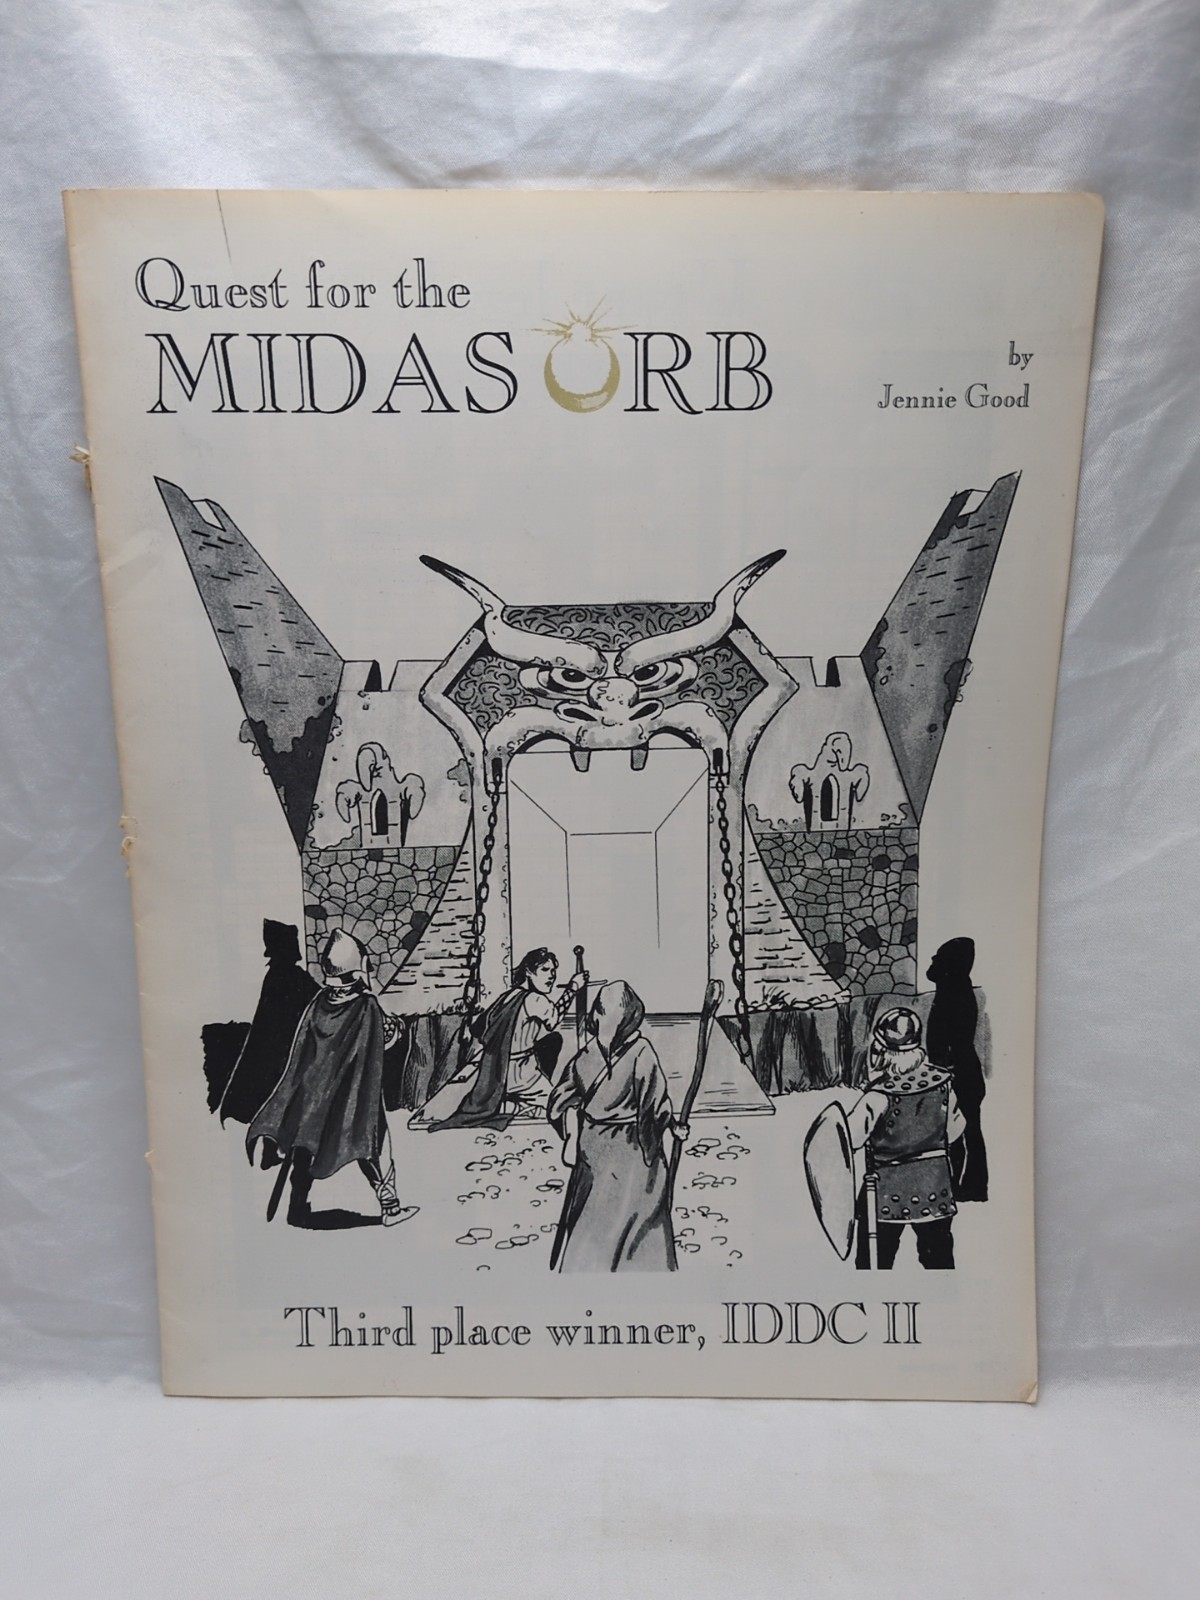 Quest for the
MIDAS ORB
by
Jennie Good
Third place winner, IDDC II